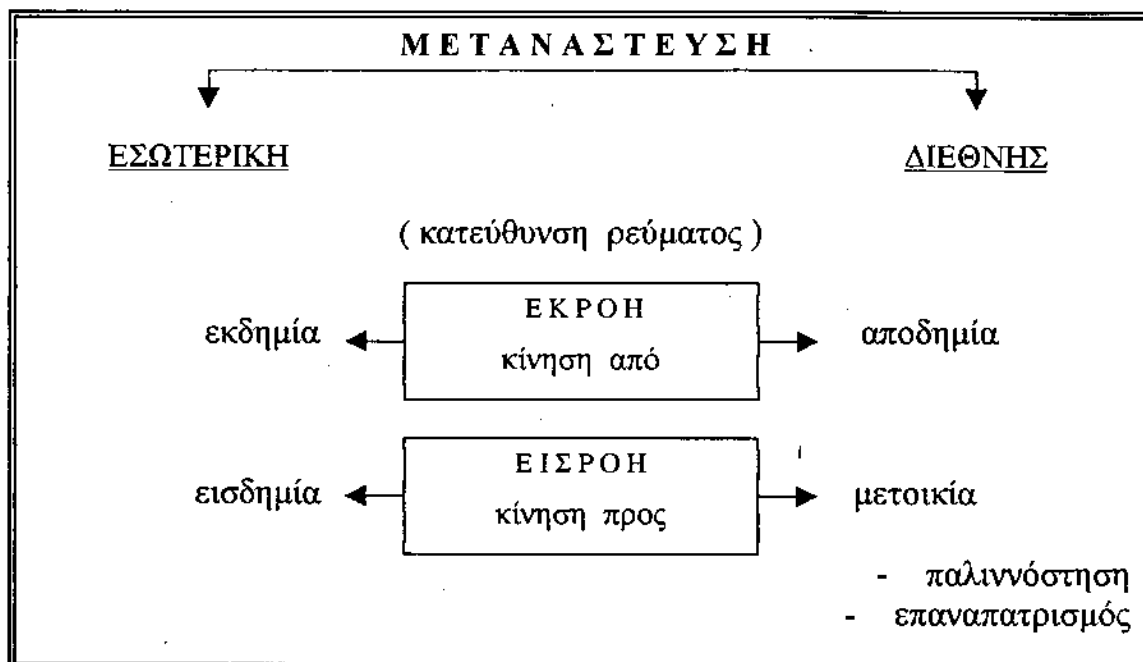 ΜΕΤΑΝΑΣΤΕΥΣΗ
ΕΣΩΤΕΡΙΚΗ ΔΙΕΘΝΗΣ
( κατεύθυνση ρεύματος )
ΕΚΡΟΗ
εκδημία κίνηση από αποδημία
ΕΙΣΡΟΗ
εισδημία κίνηση προς μετοικία
- παλιννόστηση
- επαναπατρισμός